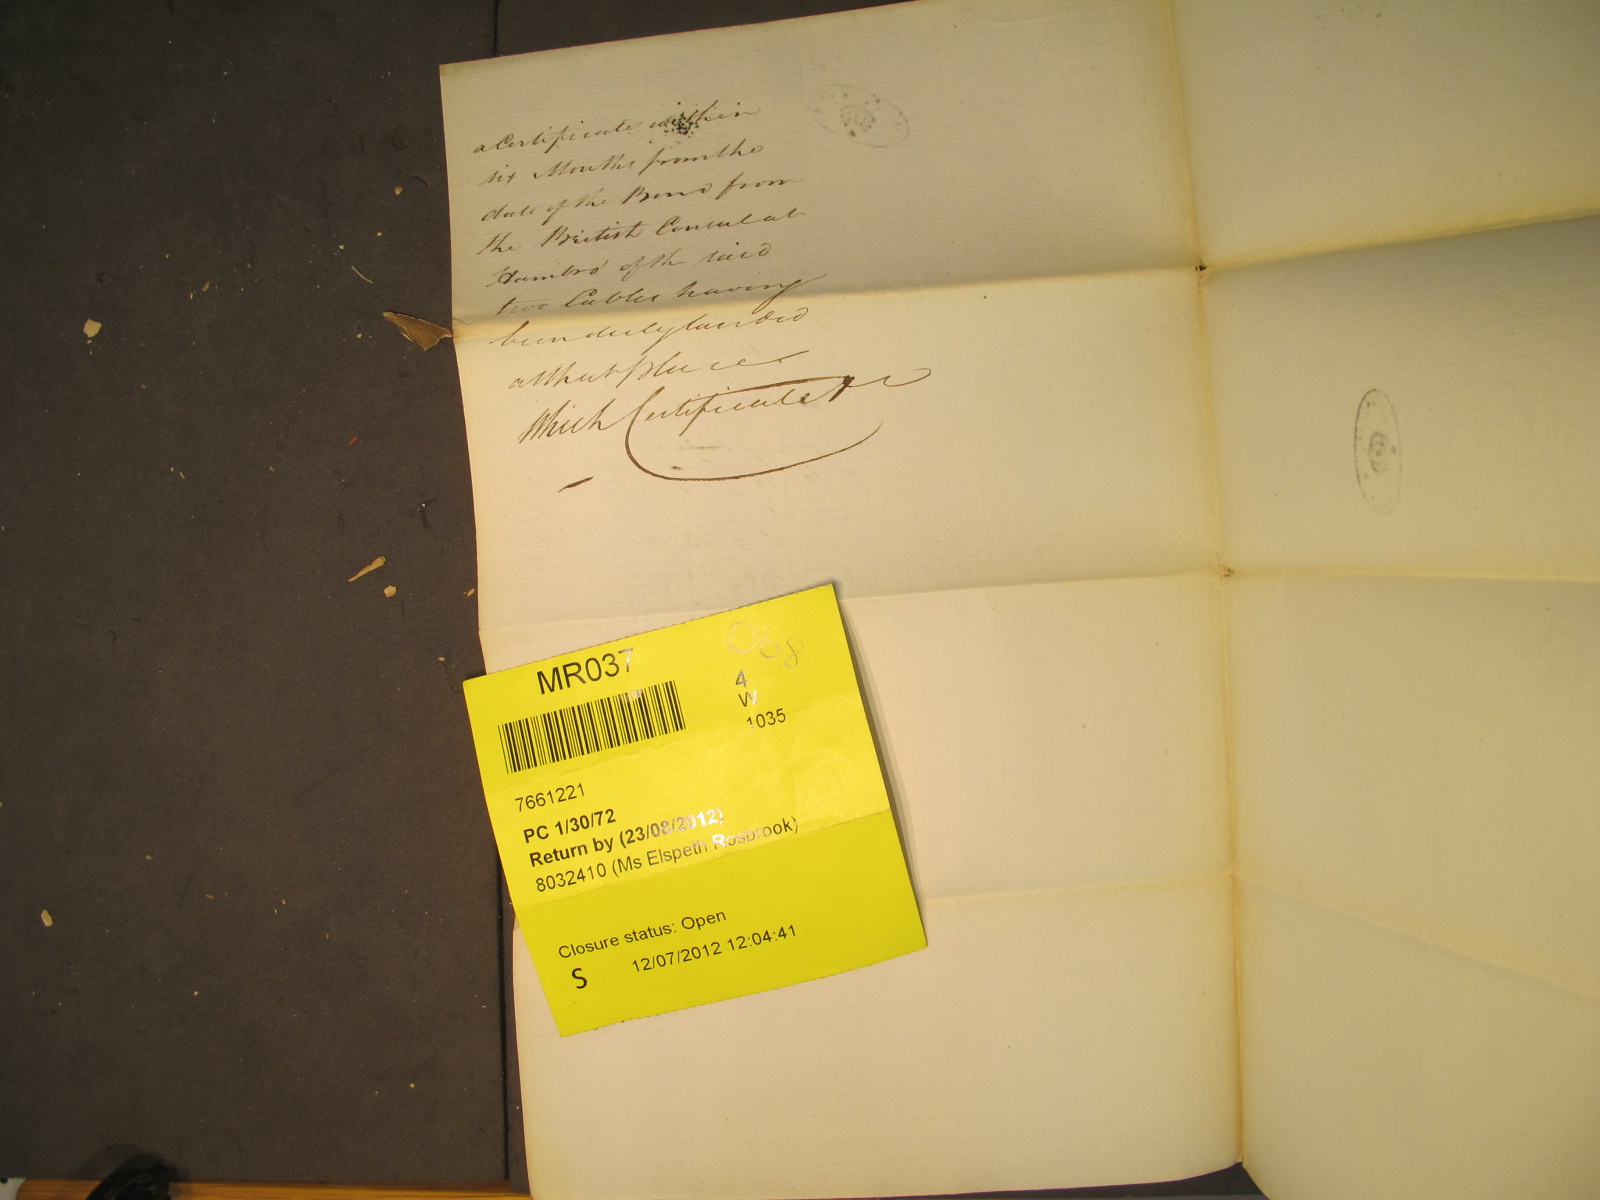 a Certificate within
six Months from the
date of the Bond from
the British Consul at
Hambro' of the said
two Cables having
been duly landed
at that place
Which Certificate &c
MR037
068
4
W
1035
7661221
PC 1/30/72
Return by (23/08/2012)
8032410 (Ms Elspeth Rosbrook)
Closure status: Open
S 12/07/2012 12:04:41